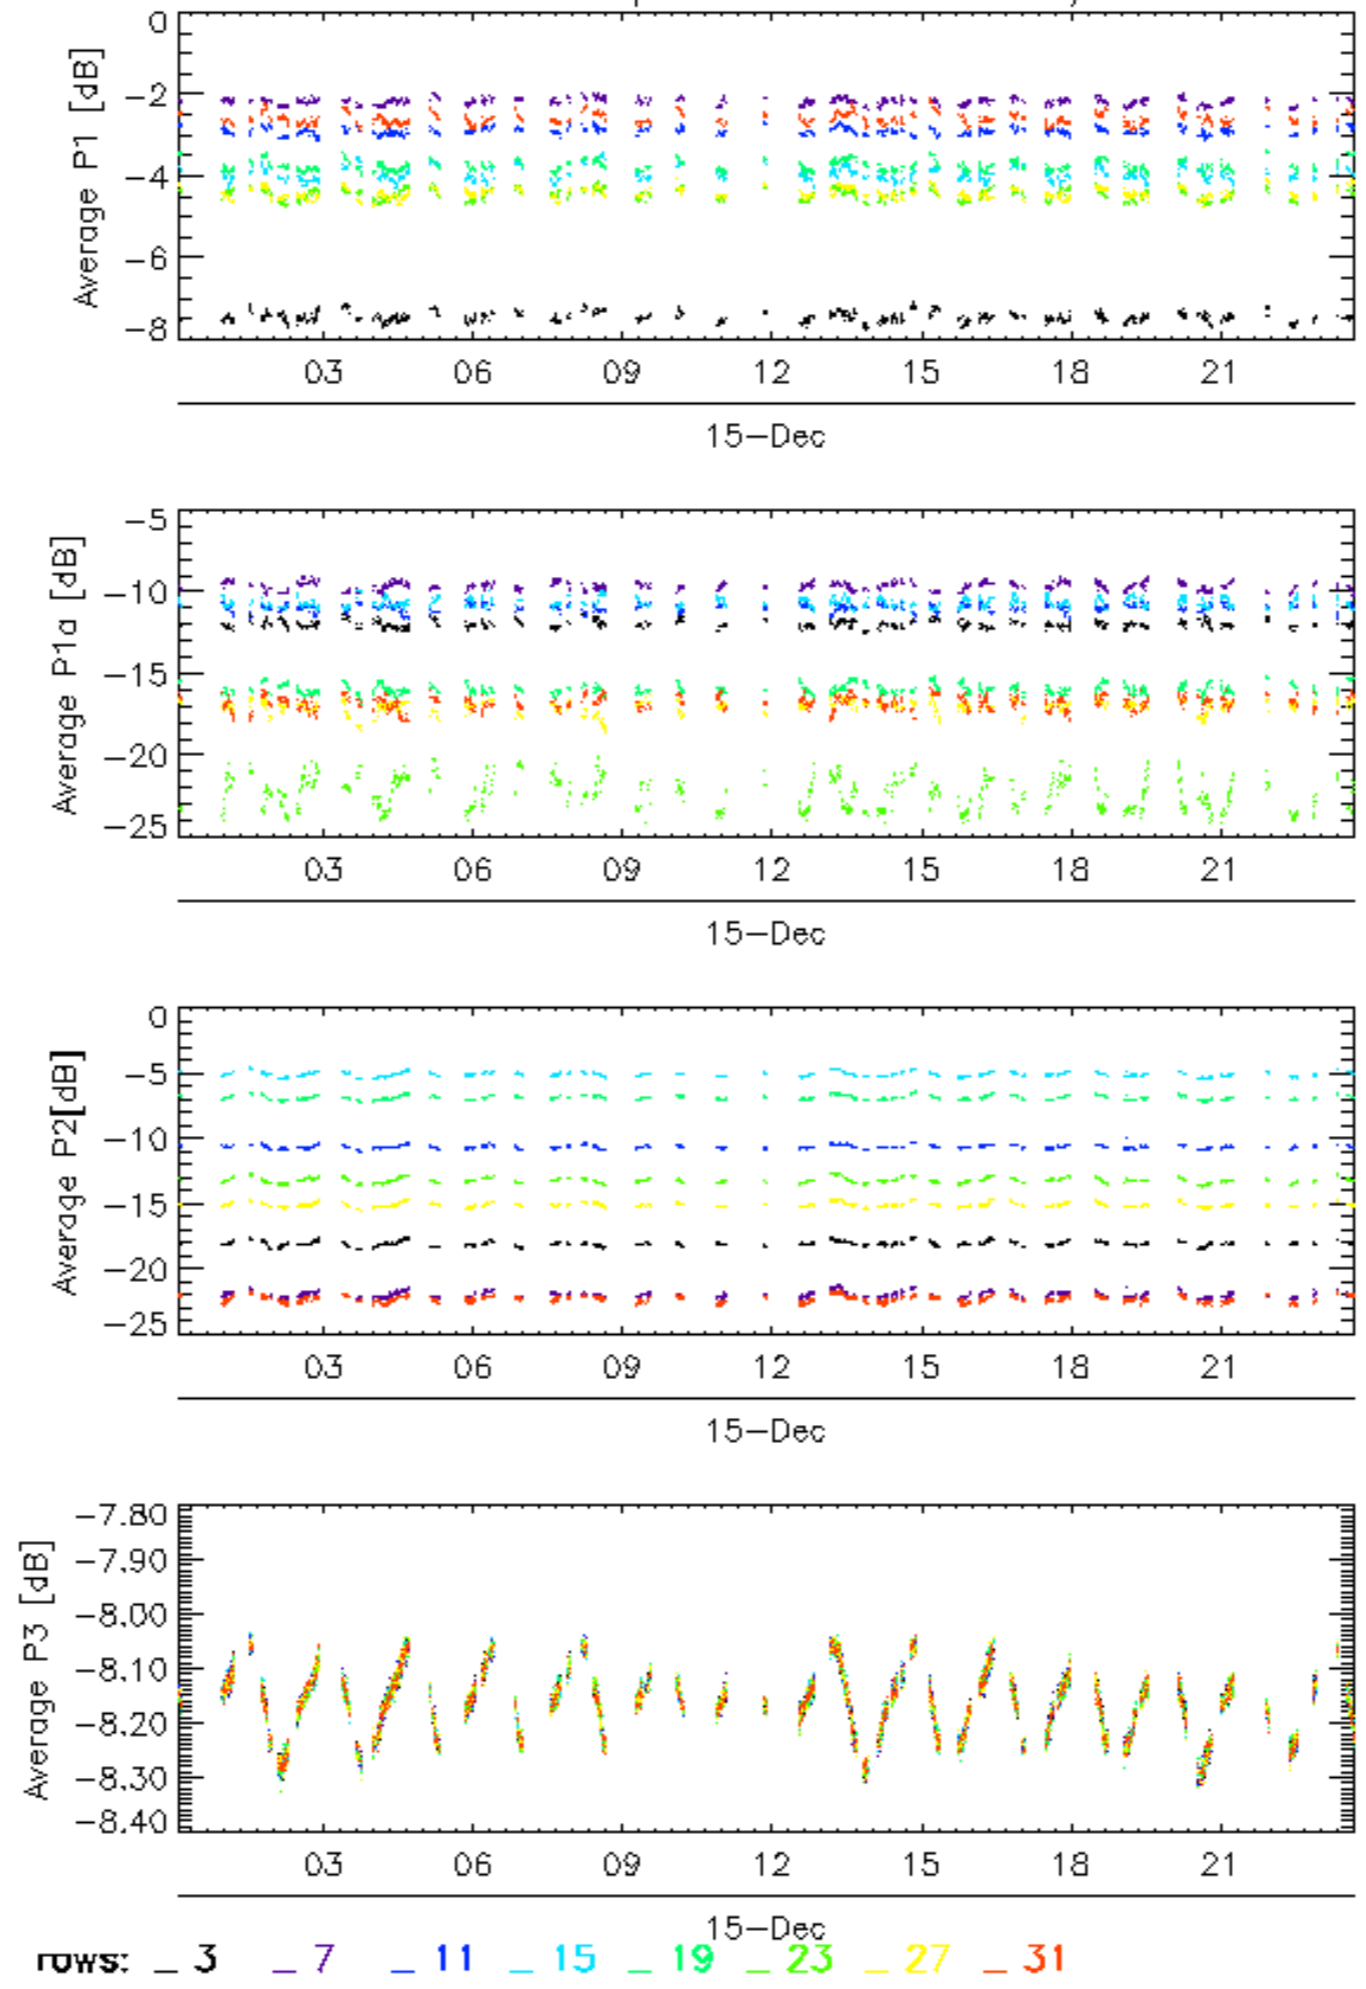 0
Average P1 [dB]
−2
−4
−6
−8
03 06 09 12 15 18 21
15−Dec
−5
Average P1a [dB]
−10
−15
−20
−25
03 06 09 12 15 18 21
15−Dec
0
Average P2[dB]
−5
−10
−15
−20
−25
03 06 09 12 15 18 21
15−Dec
−7.80
Average P3 [dB]
−7.90
−8.00
−8.10
−8.20
−8.30
−8.40
03 06 09 12 15 18 21
15−Dec
rows: _ 3 _ 7 _ 11 _ 15 _ 19 _ 23 _ 27 _ 31